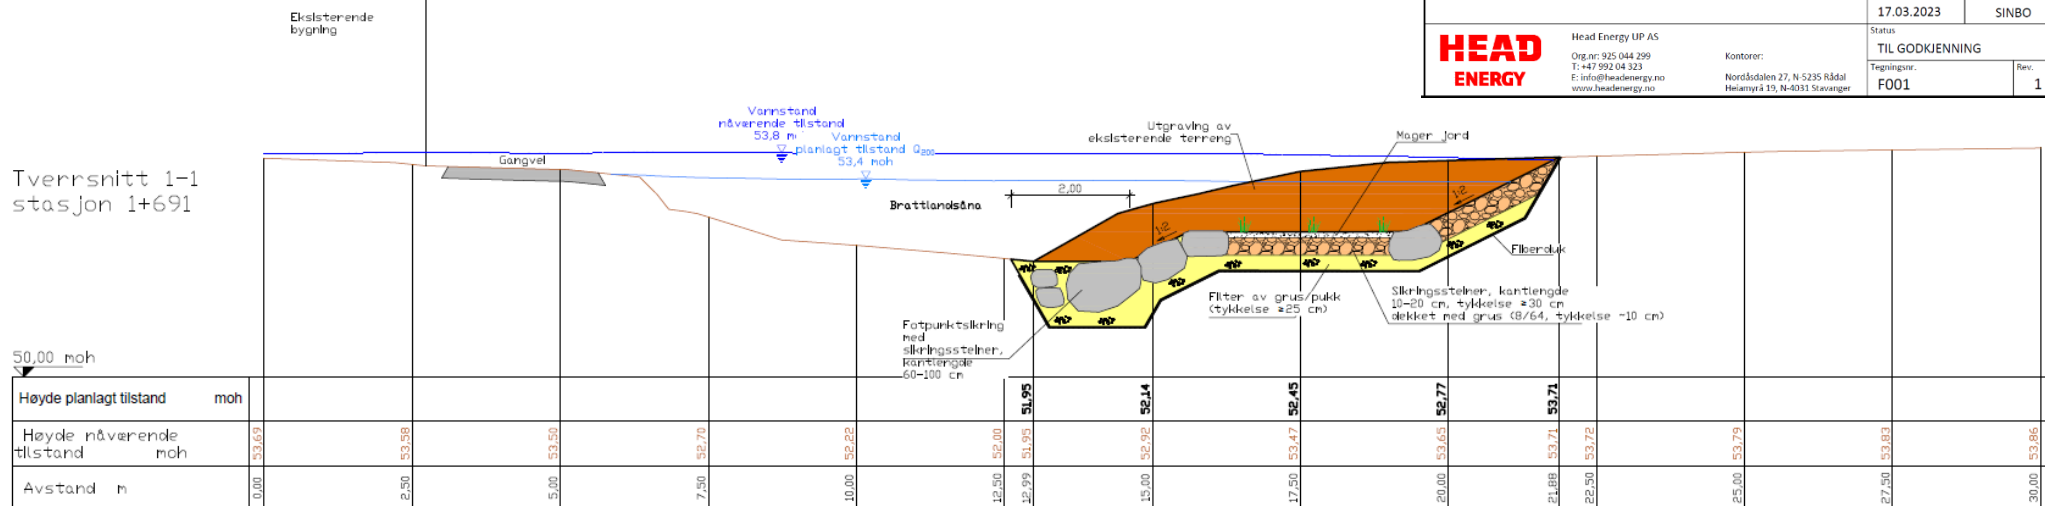 Eksisterende
bygning
17.03.2023
SINBO
Status
TIL GODKJENNING
Tegningsnr.
F001
Rev.
1
HEAD
ENERGY
Head Energy UP AS
Org.nr: 925 044 299
T: +47 992 04 323
E: info@headenergy.no
www.headenergy.no
Kontorer:
Nordåsdalen 27, N-5235 Rådal
Heiamyrå 19, N-4031 Stavanger
Tverrsnitt 1-1
stasjon 1+691
Gangvei
Vannstand
nåværende tilstand
53,8 m
Vannstand
planlagt tilstand Q200
53,4 moh
Brattlandsåna
2,00
Utgraving av
eksisterende terreng
Mager jord
1:2
1:2
Fiberduk
Fotpunktsikring
med
sikringssteiner,
kantlengde
60-100 cm
Filter av grus/pukk
(tykkelse ≥25 cm)
Sikringssteiner, kantlengde
10-20 cm, tykkelse ≥30 cm
dekket med grus (8/64, tykkelse ~10 cm)
50,00 moh
Høyde planlagt tilstand moh
51,95 52,14 52,45 52,77 53,71
Høyde nåværende
tilstand moh
53,69 53,58 53,50 52,70 52,22 52,00 51,95 52,92 53,47 53,65 53,71 53,72 53,79 53,83 53,86
Avstand m
0,00 2,50 5,00 7,50 10,00 12,50 12,99 15,00 17,50 20,00 21,88 22,50 25,00 27,50 30,00